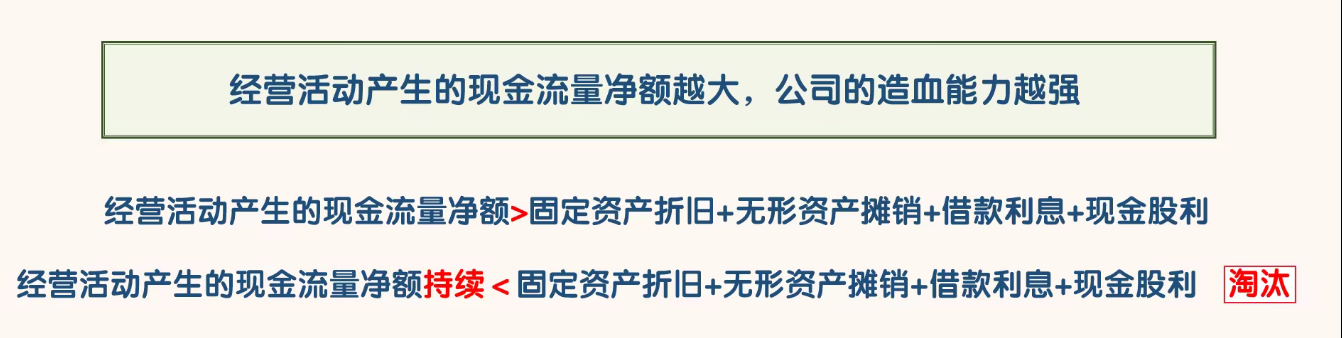 经营活动产生的现金流量净额越大，公司的造血能力越强
经营活动产生的现金流量净额>固定资产折旧+无形资产摊销+借款利息+现金股利
经营活动产生的现金流量净额持续＜固定资产折旧+无形资产摊销+借款利息+现金股利 淘汰